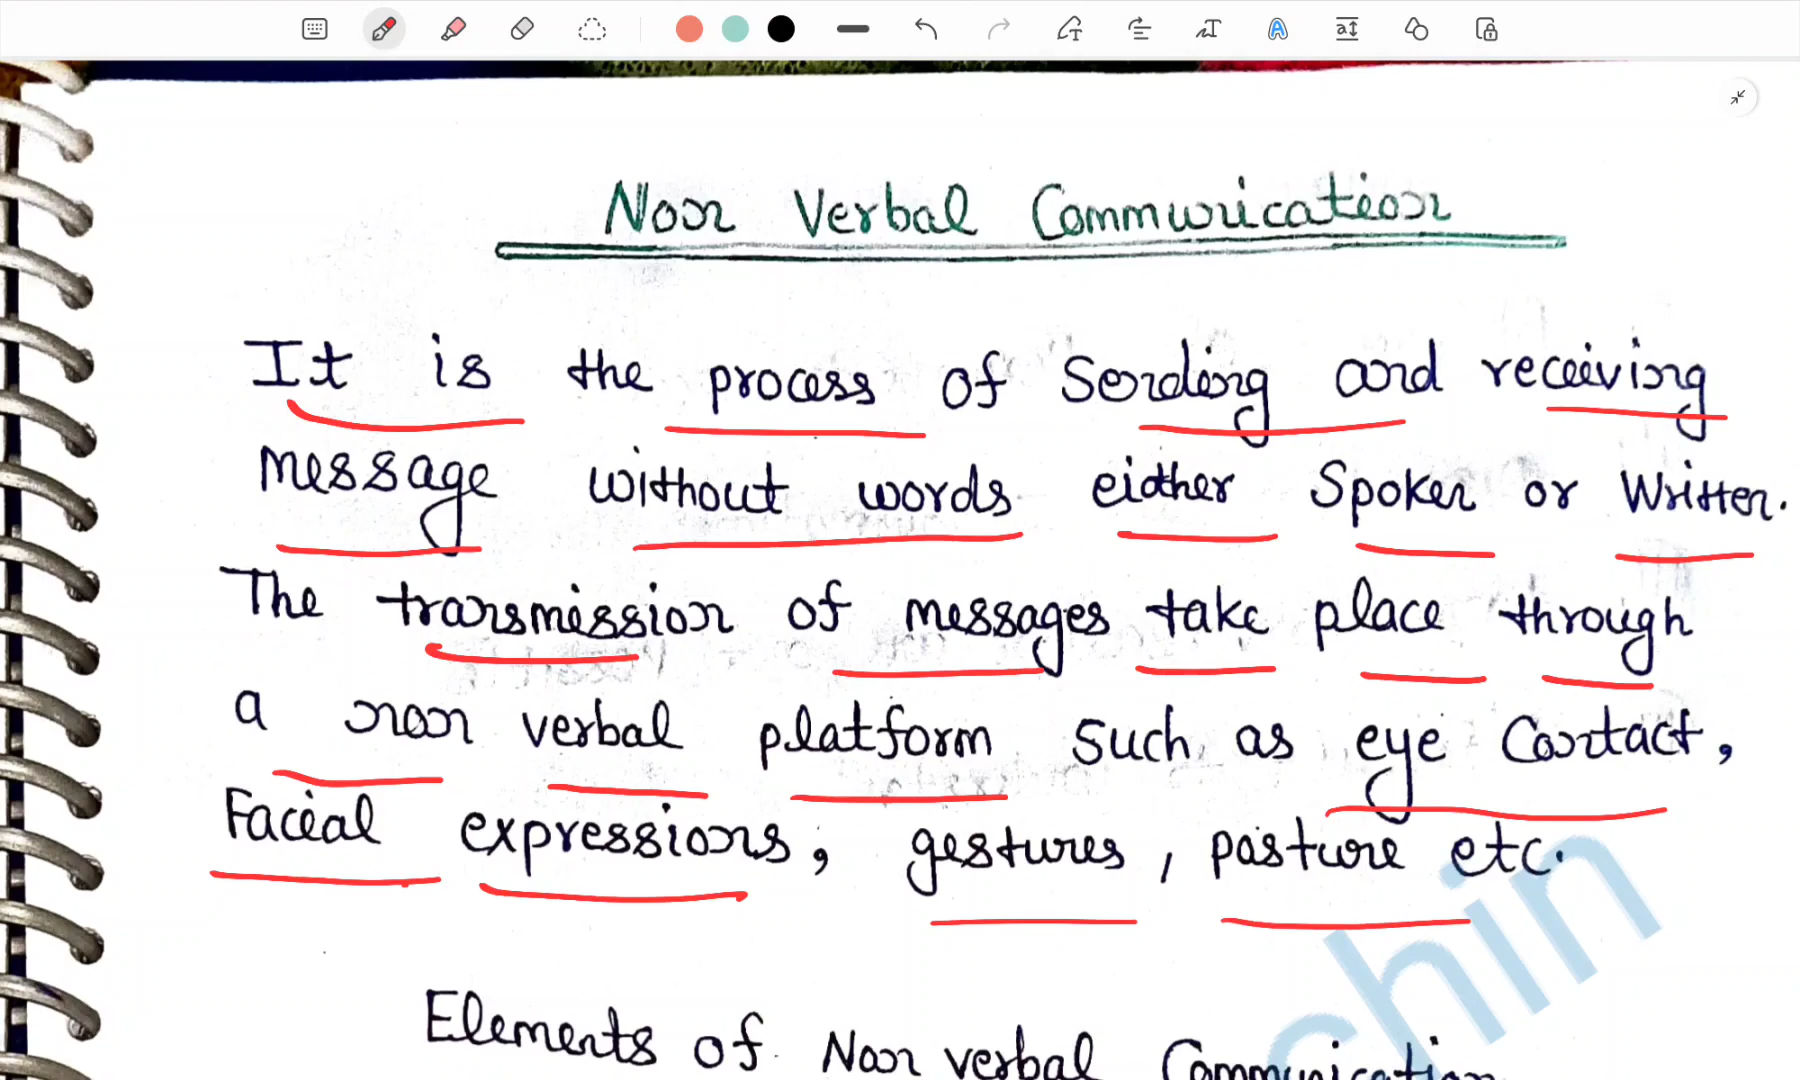 Non Verbal Communication
It is the process of Sending and receiving
message without words either Spoken or Written.
The transmission of messages take place through
a non verbal platform such as eye Contact,
Facial expressions, gestures, posture etc.
Elements of Non verbal Communication
chin